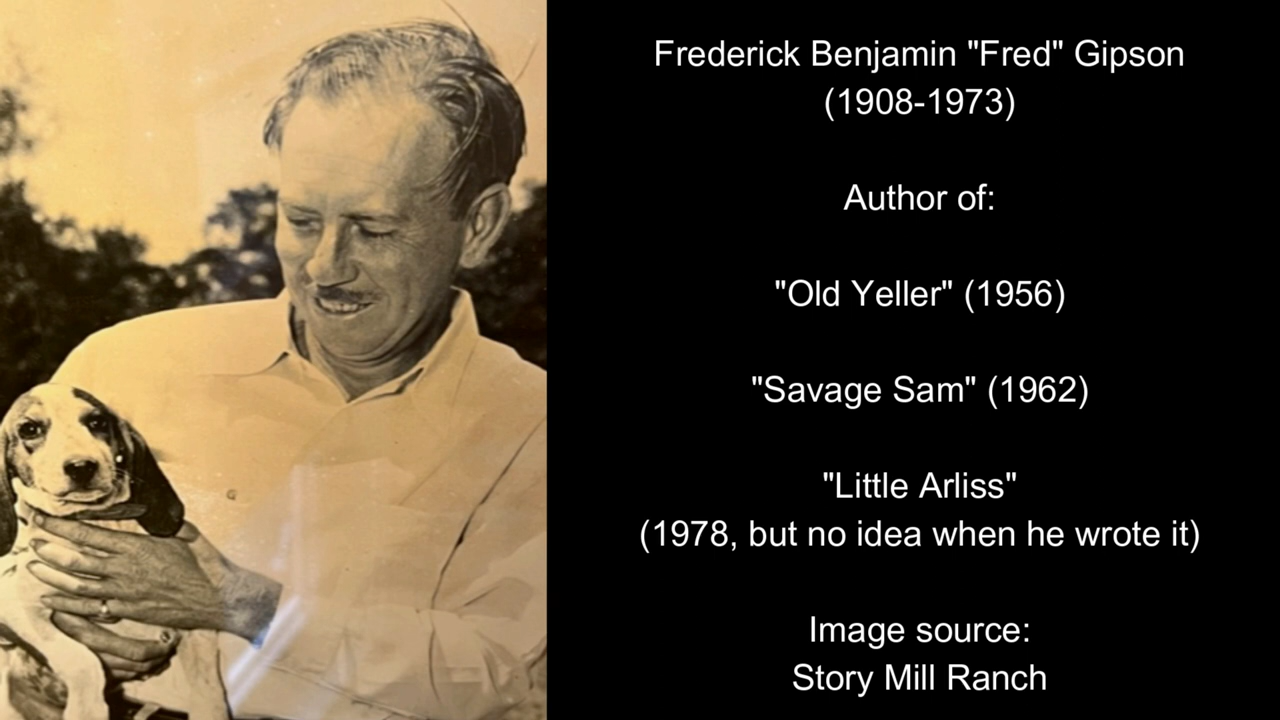 Frederick Benjamin "Fred" Gipson
(1908-1973)
Author of:
"Old Yeller" (1956)
"Savage Sam" (1962)
"Little Arliss"
(1978, but no idea when he wrote it)
Image source:
Story Mill Ranch